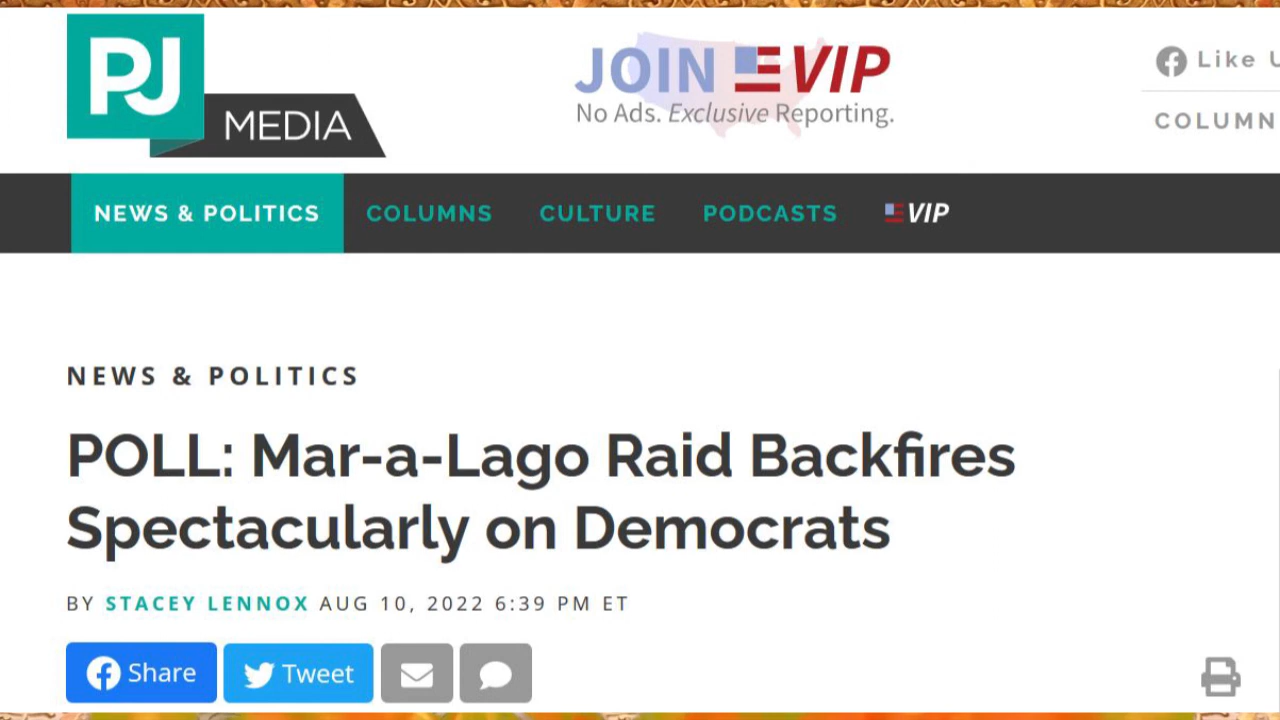 PJ
MEDIA
JOIN VIP
No Ads. Exclusive Reporting.
Like
COLUMN
NEWS & POLITICS COLUMNS CULTURE PODCASTS VIP
NEWS & POLITICS
POLL: Mar-a-Lago Raid Backfires
Spectacularly on Democrats
BY STACEY LENNOX AUG 10, 2022 6:39 PM ET
Share Tweet